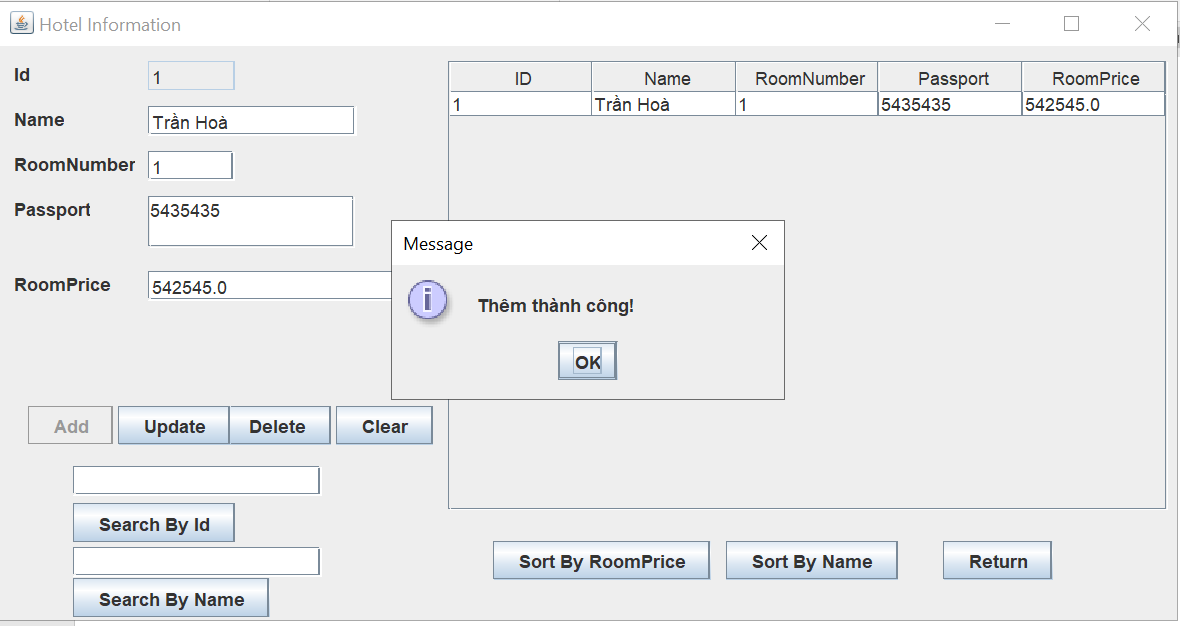 Hotel Information
Id
1
Name
Trần Hoà
RoomNumber
1
Passport
5435435
RoomPrice
542545.0
ID Name RoomNumber Passport RoomPrice
1 Trần Hoà 1 5435435 542545.0
Message
i
Thêm thành công!
OK
Add Update Delete Clear
Search By Id
Search By Name
Sort By RoomPrice Sort By Name Return